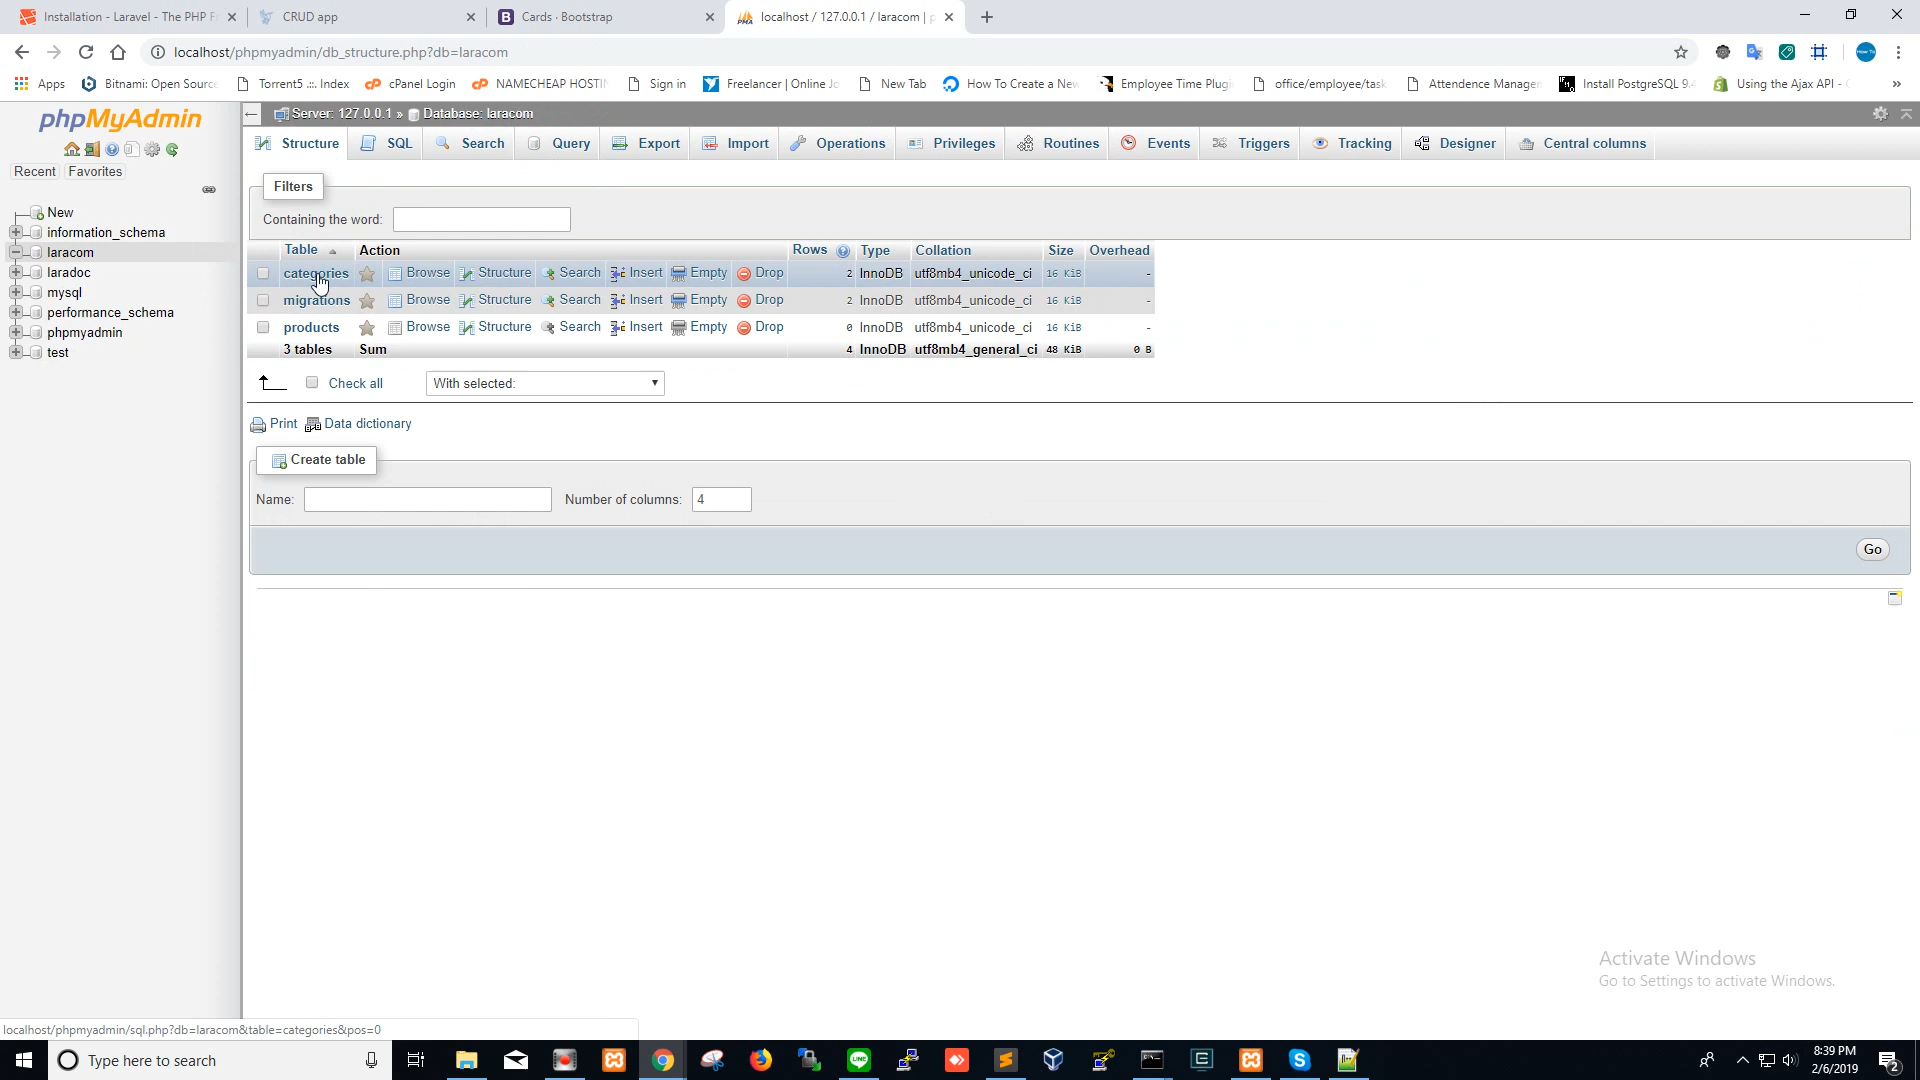 Installation - Laravel - The PHP F
CRUD app
Cards · Bootstrap
localhost / 127.0.0.1 / laracom | p
localhost/phpmyadmin/db_structure.php?db=laracom
Apps
Bitnami: Open Source
Torrent5 .::. Index
cPanel Login
NAMECHEAP HOSTIN
Sign in
Freelancer | Online Jo
New Tab
How To Create a New
Employee Time Plugi
office/employee/task
Attendence Manager
Install PostgreSQL 9.4
Using the Ajax API -
phpMyAdmin
Recent
Favorites
New
information_schema
laracom
laradoc
mysql
performance_schema
phpmyadmin
test
Server: 127.0.0.1 » Database: laracom
Structure
SQL
Search
Query
Export
Import
Operations
Privileges
Routines
Events
Triggers
Tracking
Designer
Central columns
Filters
Containing the word:
Table Action Rows Type Collation Size Overhead
categories Browse Structure Search Insert Empty Drop 2 InnoDB utf8mb4_unicode_ci 16 KiB -
migrations Browse Structure Search Insert Empty Drop 2 InnoDB utf8mb4_unicode_ci 16 KiB -
products Browse Structure Search Insert Empty Drop 0 InnoDB utf8mb4_unicode_ci 16 KiB -
3 tables Sum 4 InnoDB utf8mb4_general_ci 48 KiB 0 B
Check all
With selected:
Print
Data dictionary
Create table
Name:
Number of columns: 4
Go
Activate Windows
Go to Settings to activate Windows.
localhost/phpmyadmin/sql.php?db=laracom&table=categories&pos=0
Type here to search
8:39 PM
2/6/2019
2